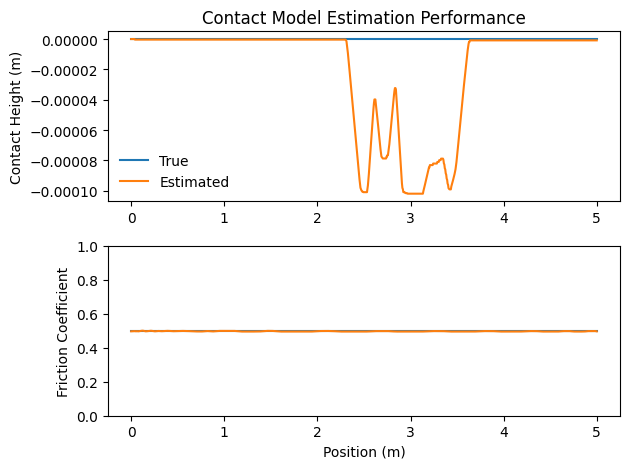 Contact Model Estimation Performance
Contact Height (m)
0.00000
−0.00002
−0.00004
−0.00006
−0.00008
−0.00010
True
Estimated
0 1 2 3 4 5
Friction Coefficient
1.0
0.8
0.6
0.4
0.2
0.0
0 1 2 3 4 5
Position (m)